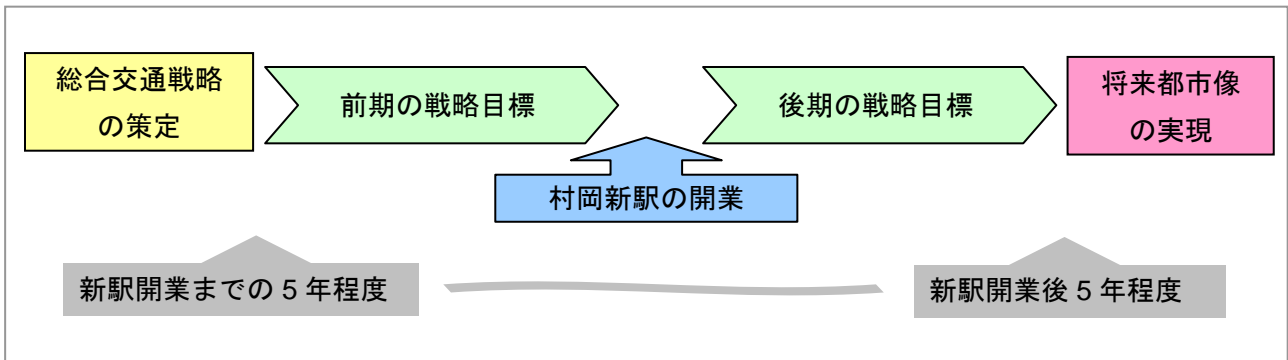 総合交通戦略
の策定
前期の戦略目標
後期の戦略目標
将来都市像
の実現
村岡新駅の開業
新駅開業までの 5 年程度
新駅開業後 5 年程度